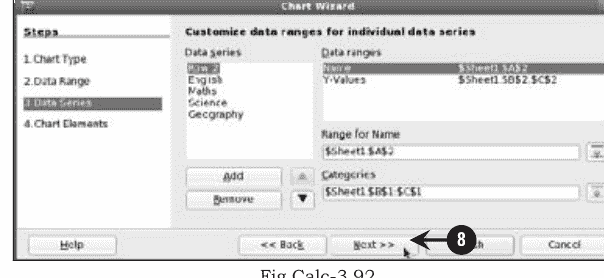 Chart Wizard
Steps
1. Chart Type
2. Data Range
3. Data Series
4. Chart Elements
Customize data ranges for individual data series
Data series
Row 2
English
Maths
Science
Geography
Add
Remove
Data ranges
Name $Sheet1.$A$2
Y-Values $Sheet1.$B$2:$C$2
Range for Name
$Sheet1.$A$2
Categories
$Sheet1.$B$1:$C$1
Help
<< Back
Next >>
8
Cancel
Fig Calc-3.92